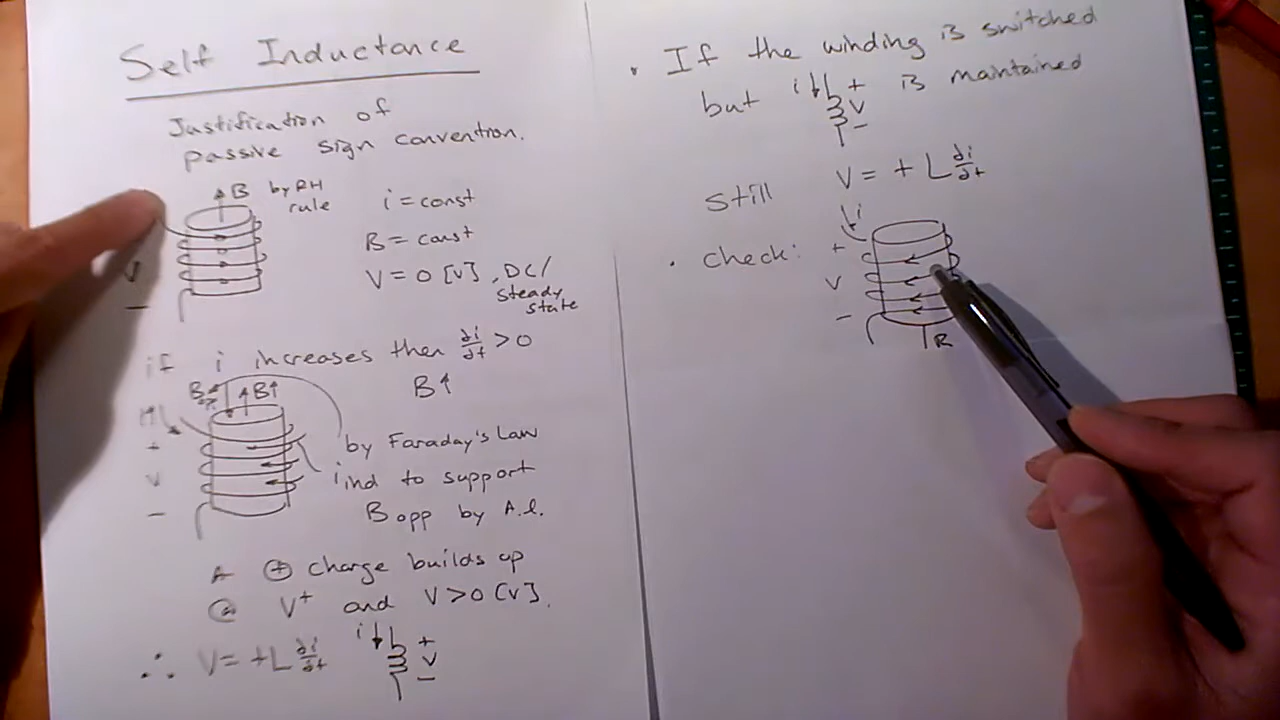 Self Inductance
Justification of
passive sign convention.
B by RH
rule
i = const
B = const
V = 0 [V], DC/
steady
state
V
−
if i increases then di/dt > 0
B↑
B opp B↑
+
V
−
by Faraday's Law
i ind to support
B opp by A.L.
A ⊕ charge builds up
@ V⁺ and V>0 [V].
∴ V = +L di/dt
i + V −
• If the winding is switched
but i + V − is maintained
still V = + L di/dt
• Check:
i
+
V
−
B